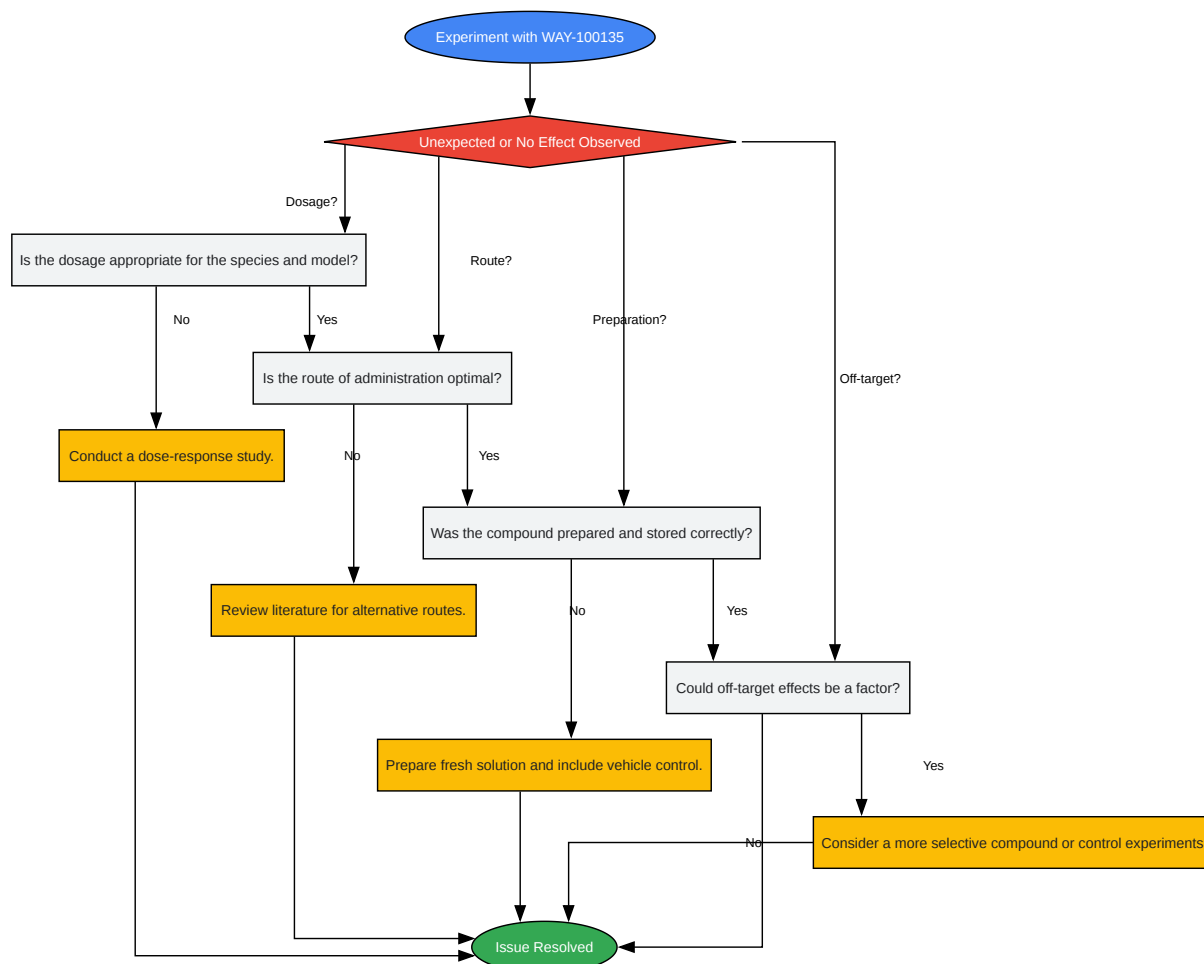 Experiment with WAY-100135
Unexpected or No Effect Observed
Dosage?
Is the dosage appropriate for the species and model?
Route?
No
Yes
Preparation?
Is the route of administration optimal?
Off-target?
Conduct a dose-response study.
No
Yes
Was the compound prepared and stored correctly?
Review literature for alternative routes.
No
Yes
Could off-target effects be a factor?
Prepare fresh solution and include vehicle control.
Yes
No
Consider a more selective compound or control experiments
Issue Resolved